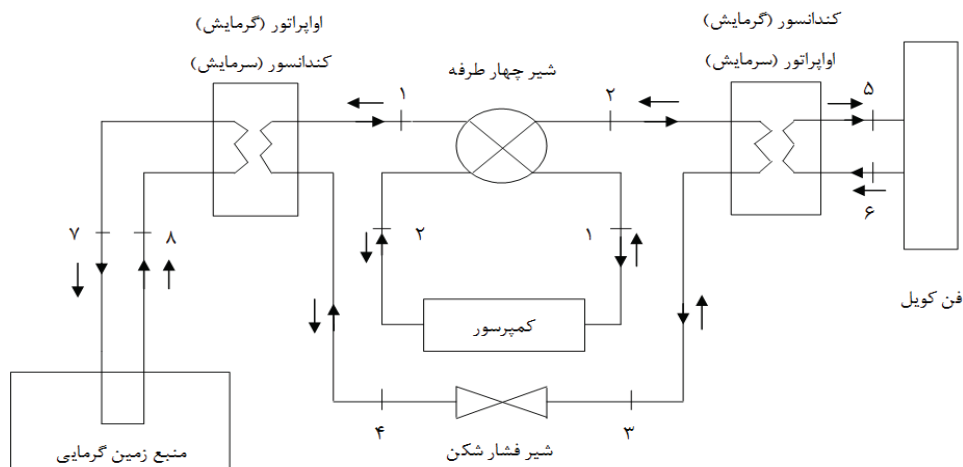 اواپراتور (گرمایش)
کندانسور (سرمایش)
شیر چهار طرفه
کندانسور (گرمایش)
اواپراتور (سرمایش)
۱
۲
۵
۶
۷
۸
۲
۱
کمپرسور
فن کویل
۴
۳
شیر فشار شکن
منبع زمین گرمایی